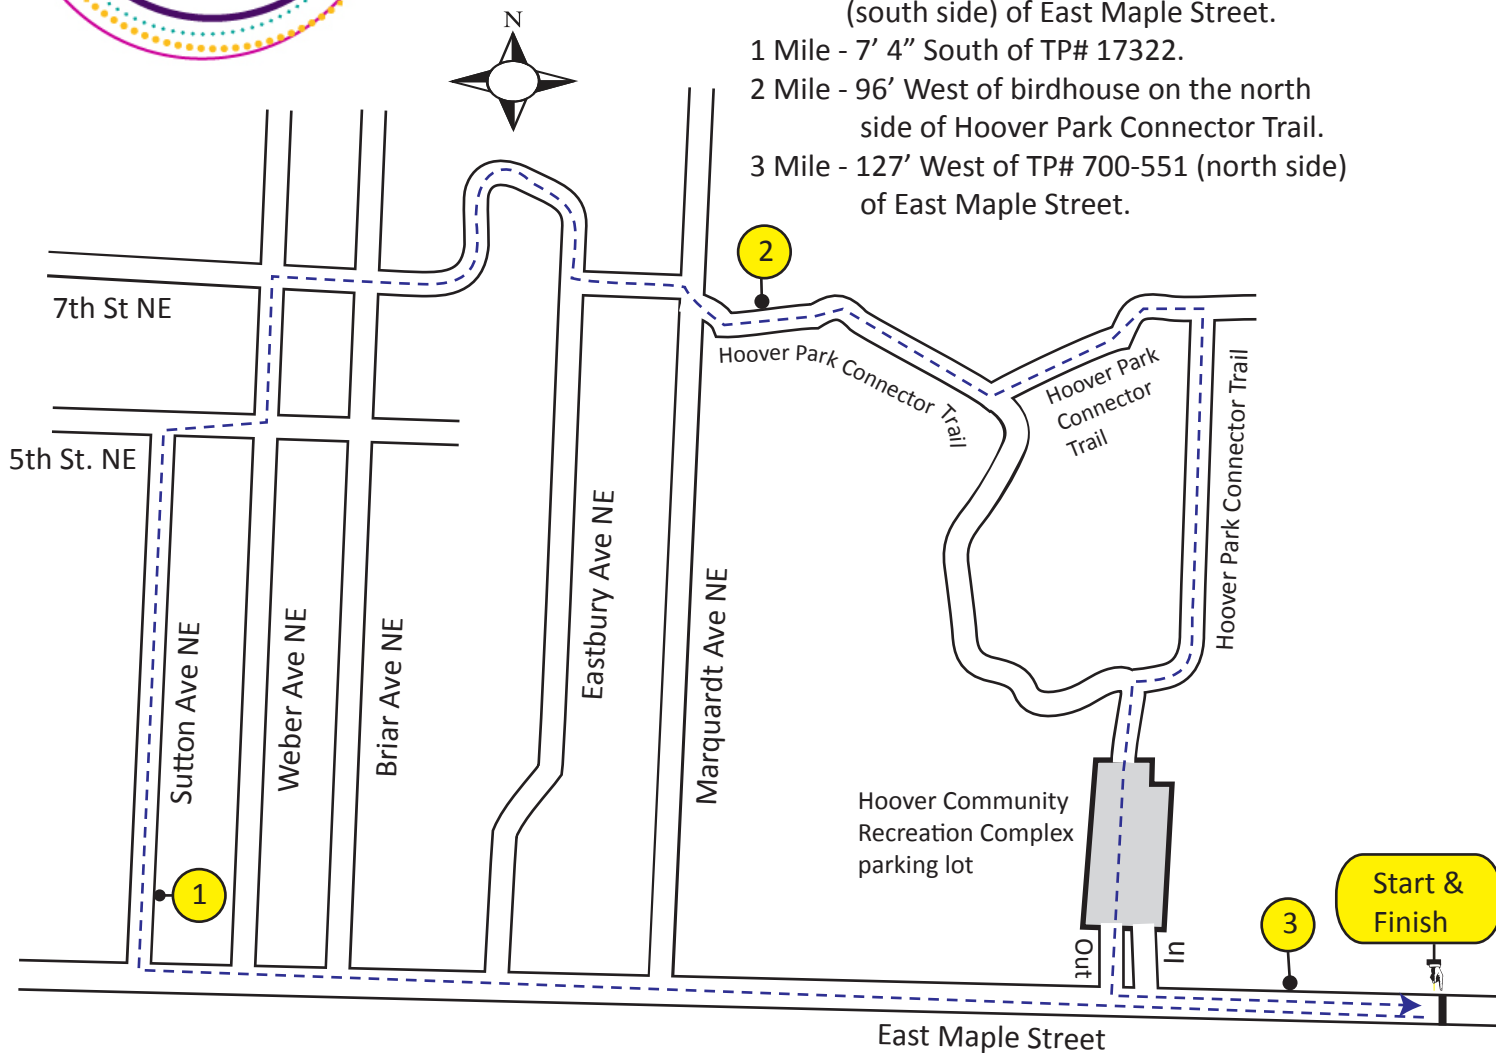 (south side) of East Maple Street.
1 Mile - 7’ 4” South of TP# 17322.
2 Mile - 96’ West of birdhouse on the north
side of Hoover Park Connector Trail.
3 Mile - 127’ West of TP# 700-551 (north side)
of East Maple Street.
N
2
7th St NE
Hoover Park Connector Trail
Hoover Park
Connector
Trail
Hoover Park Connector Trail
5th St. NE
Sutton Ave NE
Weber Ave NE
Briar Ave NE
Eastbury Ave NE
Marquardt Ave NE
Hoover Community
Recreation Complex
parking lot
1
Out
In
3
Start &
Finish
East Maple Street